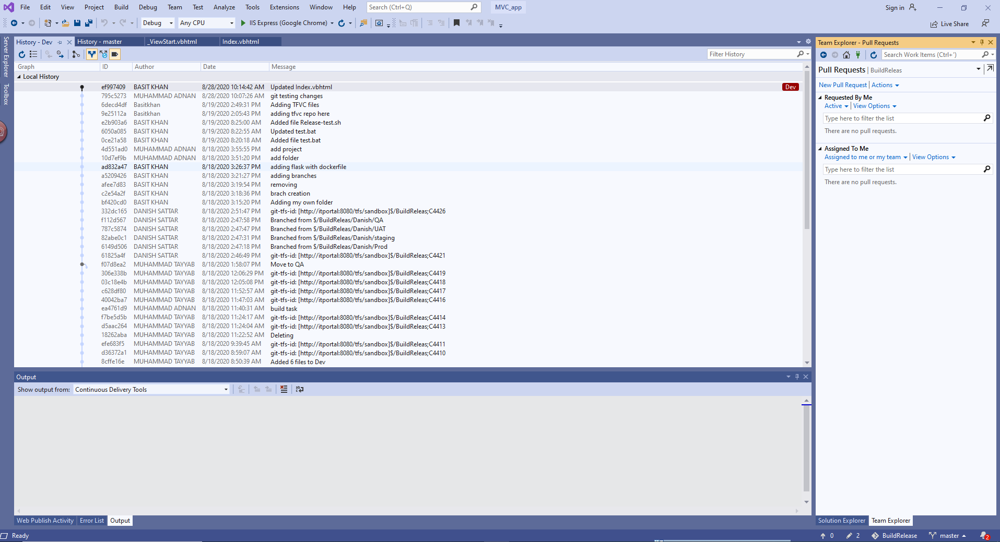 File Edit View Project Build Debug Team Test Analyze Tools Extensions Window Help Search (Ctrl+Q) MVC_app Sign in
Debug Any CPU IIS Express (Google Chrome) Live Share
Server Explorer
Toolbox
History - Dev History - master _ViewStart.vbhtml Index.vbhtml
Filter History
Graph ID Author Date Message
Local History
ef997409 BASIT KHAN 8/28/2020 10:14:42 AM Updated Index.vbhtml Dev
795c5273 MUHAMMAD ADNAN 8/28/2020 10:07:26 AM git testing changes
6decd4df Basitkhan 8/19/2020 2:49:31 PM Adding TFVC files
9e25112a Basitkhan 8/19/2020 2:05:43 PM adding tfvc repo here
e2b903a6 BASIT KHAN 8/19/2020 8:25:00 AM Added file Release-test.sh
6050a085 BASIT KHAN 8/19/2020 8:22:55 AM Updated test.bat
0ce21a58 BASIT KHAN 8/19/2020 8:20:18 AM Added file test.bat
4d551ad0 MUHAMMAD ADNAN 8/18/2020 3:55:55 PM add project
10d7ef9b MUHAMMAD ADNAN 8/18/2020 3:51:20 PM add folder
ad832a47 BASIT KHAN 8/18/2020 3:26:37 PM adding flask with dockerfile
a5209426 BASIT KHAN 8/18/2020 3:21:27 PM adding branches
afee7d83 BASIT KHAN 8/18/2020 3:19:54 PM removing
c2e54a2f BASIT KHAN 8/18/2020 3:18:36 PM brach creation
bf420cd0 BASIT KHAN 8/18/2020 3:15:20 PM Adding my own folder
332dc165 DANISH SATTAR 8/18/2020 2:51:47 PM git-tfs-id: [http://itportal:8080/tfs/sandbox]$/BuildReleas;C4426
f112d567 DANISH SATTAR 8/18/2020 2:47:58 PM Branched from $/BuildReleas/Danish/QA
787c5874 DANISH SATTAR 8/18/2020 2:47:47 PM Branched from $/BuildReleas/Danish/UAT
82abe0c1 DANISH SATTAR 8/18/2020 2:47:31 PM Branched from $/BuildReleas/Danish/staging
6149d506 DANISH SATTAR 8/18/2020 2:47:18 PM Branched from $/BuildReleas/Danish/Prod
61825a4f DANISH SATTAR 8/18/2020 2:46:49 PM git-tfs-id: [http://itportal:8080/tfs/sandbox]$/BuildReleas;C4421
f07d8ea2 MUHAMMAD TAYYAB 8/18/2020 1:58:07 PM Move to QA
306e338b MUHAMMAD TAYYAB 8/18/2020 12:06:29 PM git-tfs-id: [http://itportal:8080/tfs/sandbox]$/BuildReleas;C4419
03c18e4b MUHAMMAD TAYYAB 8/18/2020 12:05:08 PM git-tfs-id: [http://itportal:8080/tfs/sandbox]$/BuildReleas;C4418
c628df80 MUHAMMAD TAYYAB 8/18/2020 11:52:57 AM git-tfs-id: [http://itportal:8080/tfs/sandbox]$/BuildReleas;C4417
40042ba7 MUHAMMAD TAYYAB 8/18/2020 11:47:03 AM git-tfs-id: [http://itportal:8080/tfs/sandbox]$/BuildReleas;C4416
ea4761d9 MUHAMMAD ADNAN 8/18/2020 11:40:31 AM build task
f7be5d5b MUHAMMAD TAYYAB 8/18/2020 11:24:17 AM git-tfs-id: [http://itportal:8080/tfs/sandbox]$/BuildReleas;C4414
d5aac264 MUHAMMAD TAYYAB 8/18/2020 11:24:04 AM git-tfs-id: [http://itportal:8080/tfs/sandbox]$/BuildReleas;C4413
18262aba MUHAMMAD TAYYAB 8/18/2020 11:22:52 AM Deleting
efe683f5 MUHAMMAD TAYYAB 8/18/2020 9:39:45 AM git-tfs-id: [http://itportal:8080/tfs/sandbox]$/BuildReleas;C4411
d36372a1 MUHAMMAD TAYYAB 8/18/2020 8:59:07 AM git-tfs-id: [http://itportal:8080/tfs/sandbox]$/BuildReleas;C4410
8cffe16e MUHAMMAD TAYYAB 8/18/2020 8:50:39 AM Added 6 files to Dev
Output
Show output from: Continuous Delivery Tools
Web Publish Activity Error List Output
Team Explorer - Pull Requests
Search Work Items (Ctrl+')
Pull Requests | BuildReleas
New Pull Request | Actions
Requested By Me
Active | View Options
Type here to filter the list
There are no pull requests.
Assigned To Me
Assigned to me or my team | View Options
Type here to filter the list
There are no pull requests.
Solution Explorer Team Explorer
Ready 0 2 BuildRelease master 2